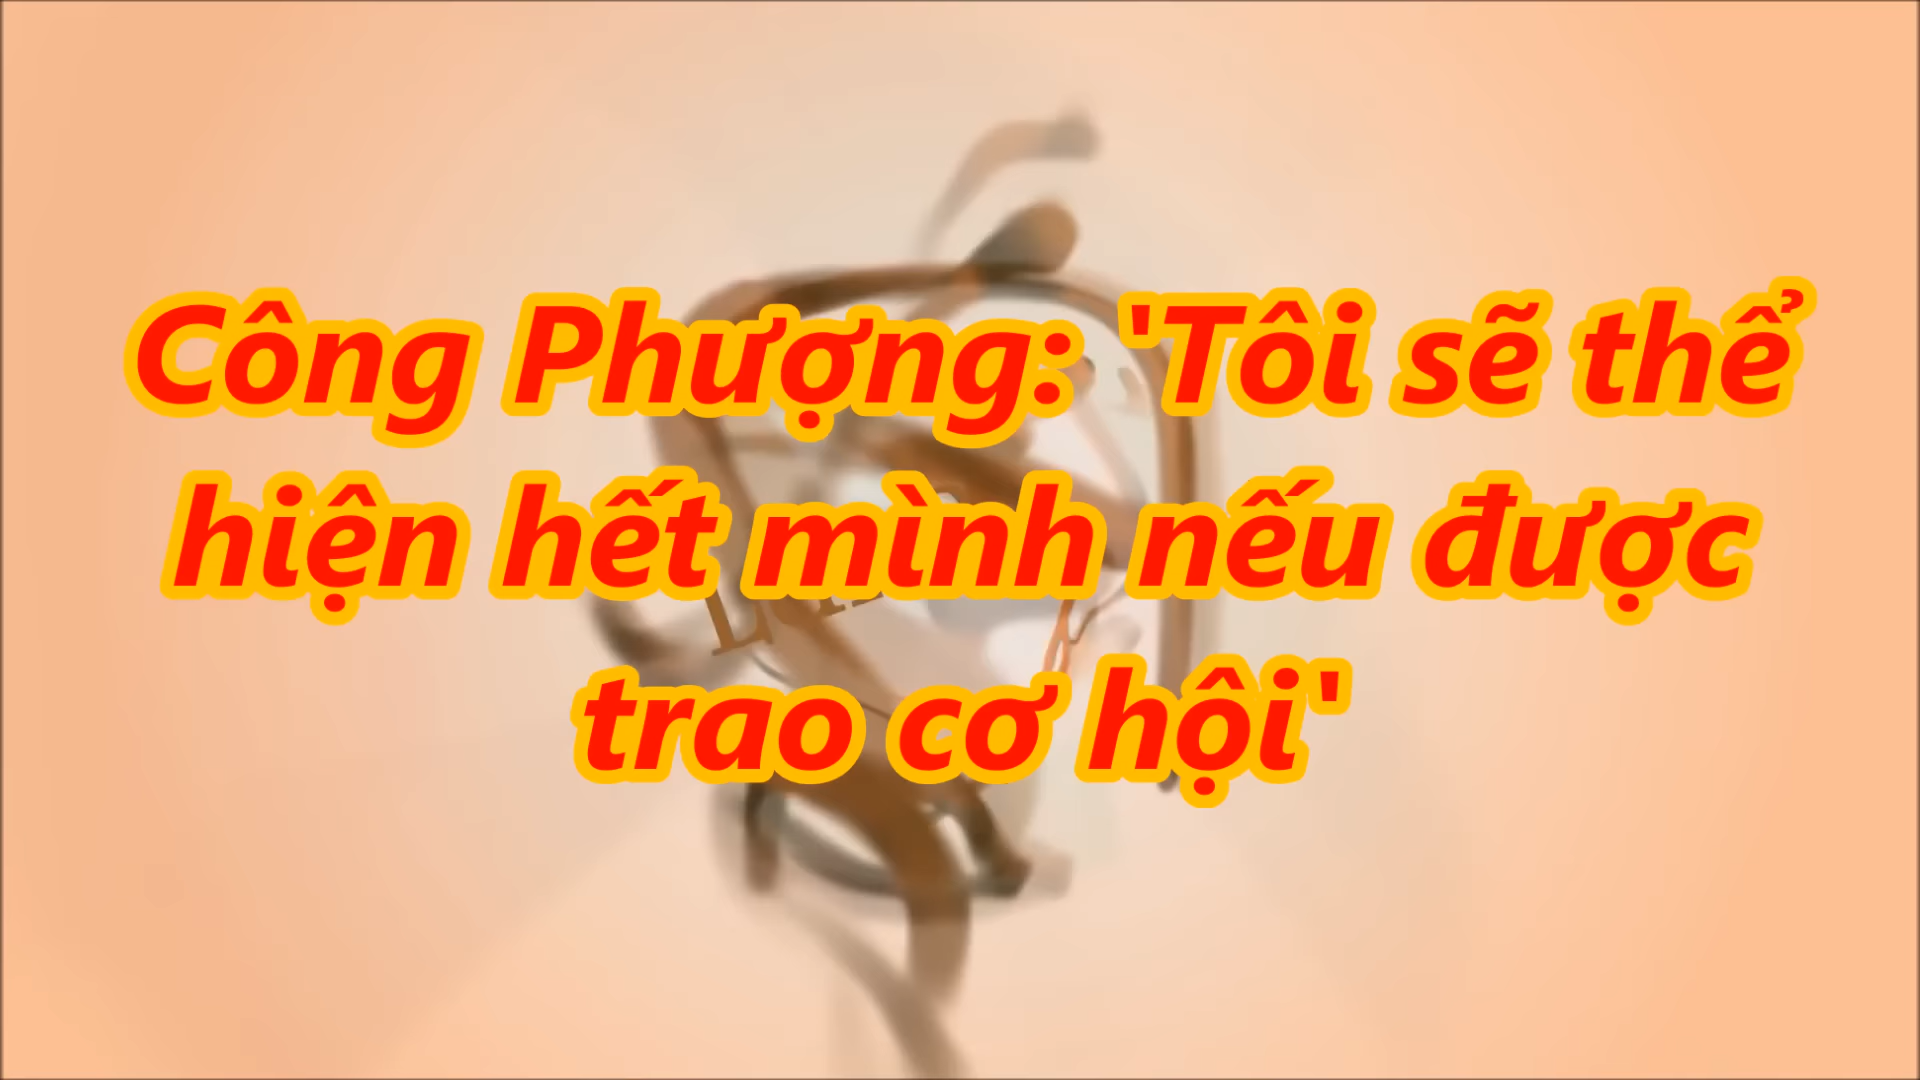 Công Phượng: 'Tôi sẽ thể
hiện hết mình nếu được
trao cơ hội'